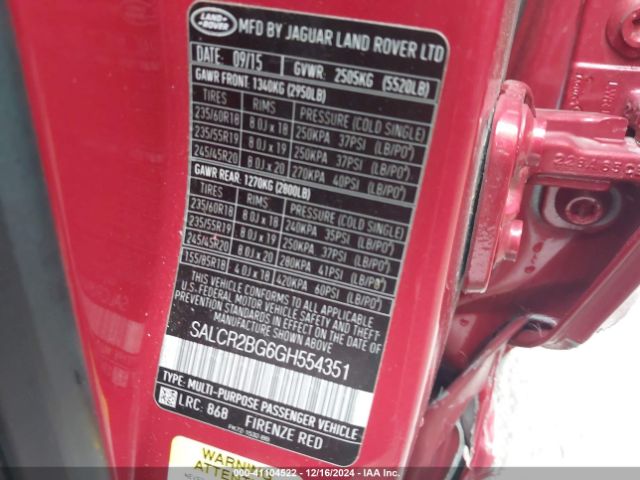 LAND ROVER
MFD BY JAGUAR LAND ROVER LTD
DATE: 09/15 GVWR: 2505KG (5520LB)
GAWR FRONT: 1340KG (2950LB)
TIRES RIMS PRESSURE (COLD SINGLE)
235/60R18 8.0J x 18 250KPA 37PSI (LB/PO²)
235/55R19 8.0J x 19 250KPA 37PSI (LB/PO²)
245/45R20 8.0J x 20 270KPA 40PSI (LB/PO²)
GAWR REAR: 1270KG (2800LB)
TIRES RIMS PRESSURE (COLD SINGLE)
235/60R18 8.0J x 18 240KPA 35PSI (LB/PO²)
235/55R19 8.0J x 19 250KPA 37PSI (LB/PO²)
245/45R20 8.0J x 20 280KPA 41PSI (LB/PO²)
155/85R18 4.0J x 18 420KPA 60PSI (LB/PO²)
THIS VEHICLE CONFORMS TO ALL APPLICABLE
U.S. FEDERAL MOTOR VEHICLE SAFETY AND THEFT
PREVENTION STANDARDS IN EFFECT ON THE DATE OF
MANUFACTURE SHOWN ABOVE
SALCR2BG6GH554351
TYPE: MULTI-PURPOSE PASSENGER VEHICLE
LRC: 868 FIRENZE RED
WARNING
ATTENT
NEVER
IAA 42-41104522 - 12/16/2024 - IAA Inc.